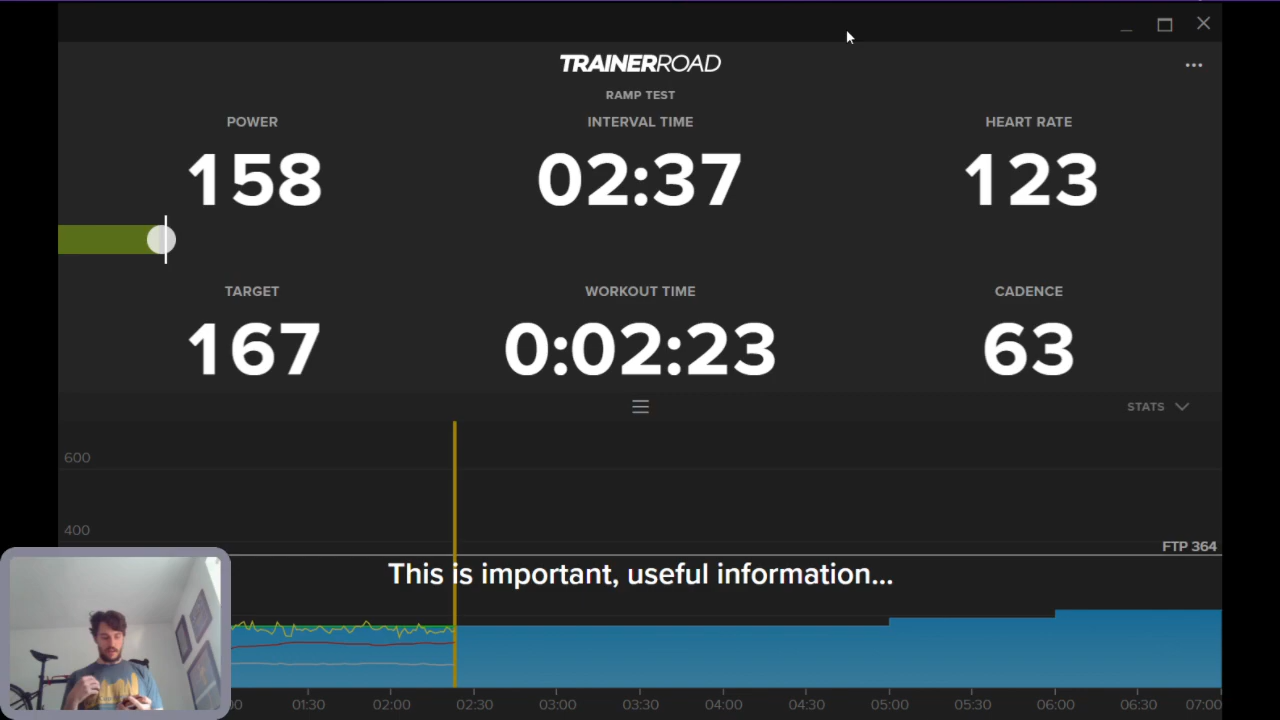 TRAINERROAD
RAMP TEST
POWER
INTERVAL TIME
HEART RATE
158
02:37
123
TARGET
WORKOUT TIME
CADENCE
167
0:02:23
63
STATS
600
400
FTP 364
This is important, useful information...
00 01:30 02:00 02:30 03:00 03:30 04:00 04:30 05:00 05:30 06:00 06:30 07:00